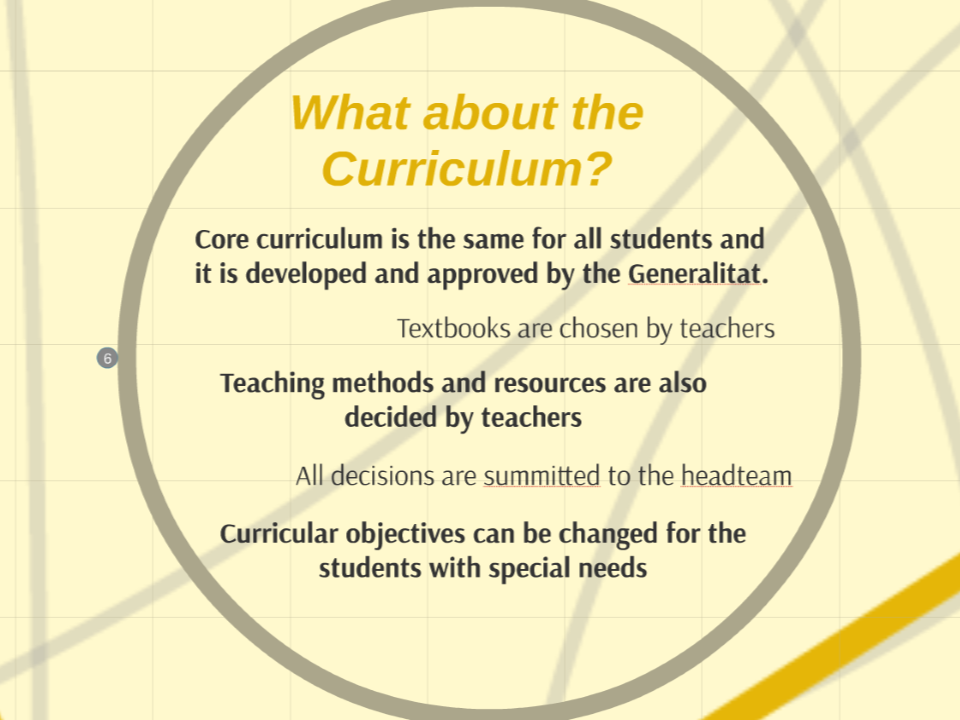 What about the
Curriculum?
Core curriculum is the same for all students and
it is developed and approved by the Generalitat.
Textbooks are chosen by teachers
6
Teaching methods and resources are also
decided by teachers
All decisions are summitted to the headteam
Curricular objectives can be changed for the
students with special needs